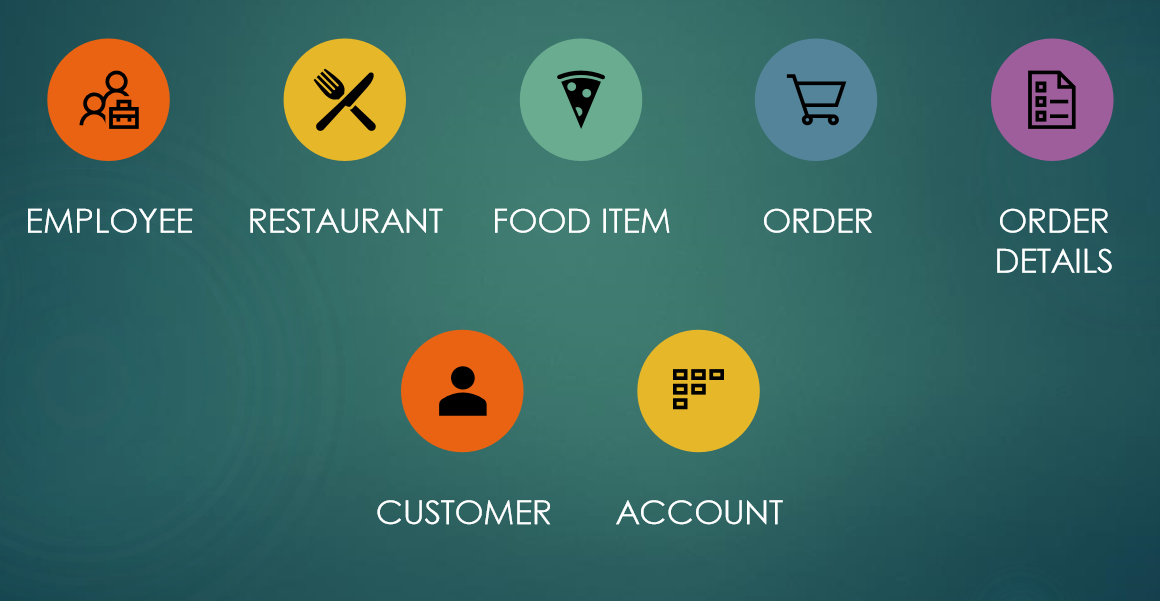 EMPLOYEE
RESTAURANT
FOOD ITEM
ORDER
ORDER
DETAILS
CUSTOMER
ACCOUNT